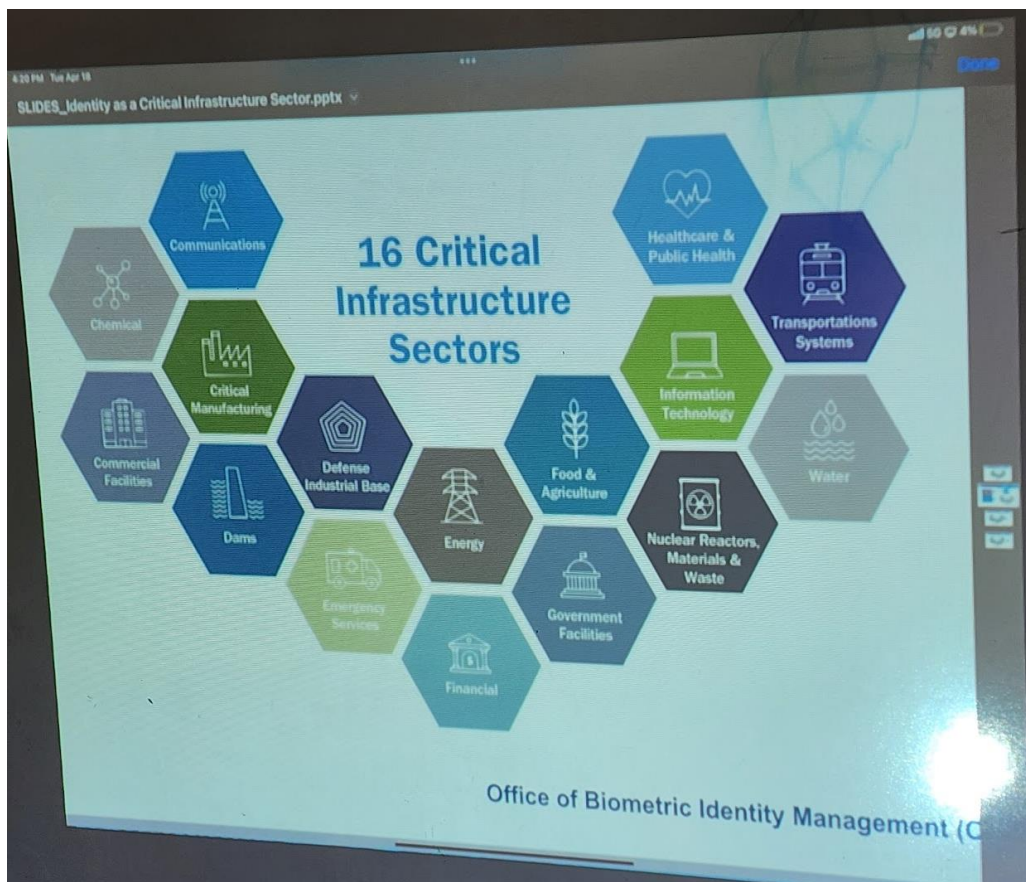 4:20 PM Tue Apr 18
5G 4%
Done
SLIDES_Identity as a Critical Infrastructure Sector.pptx
16 Critical
Infrastructure
Sectors
Communications
Healthcare &
Public Health
Chemical
Transportations
Systems
Critical
Manufacturing
Information
Technology
Commercial
Facilities
Defense
Industrial Base
Food &
Agriculture
Water
Dams
Energy
Nuclear Reactors,
Materials &
Waste
Emergency
Services
Government
Facilities
Financial
Office of Biometric Identity Management (